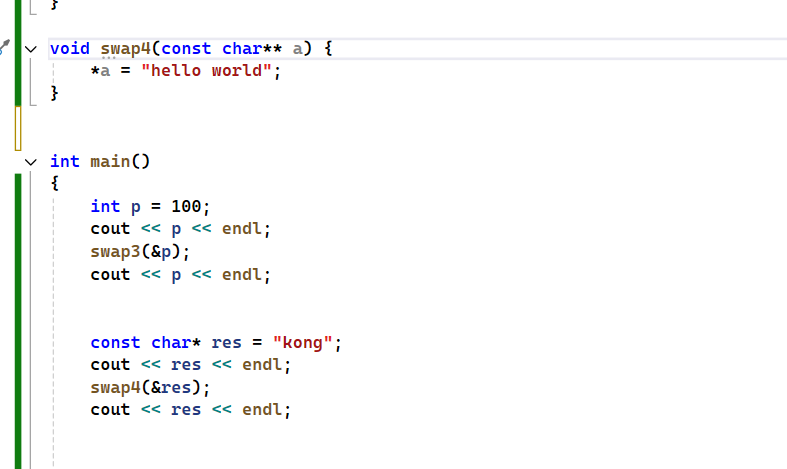 }
void swap4(const char** a) {
    *a = "hello world";
}
int main()
{
    int p = 100;
    cout << p << endl;
    swap3(&p);
    cout << p << endl;
    const char* res = "kong";
    cout << res << endl;
    swap4(&res);
    cout << res << endl;